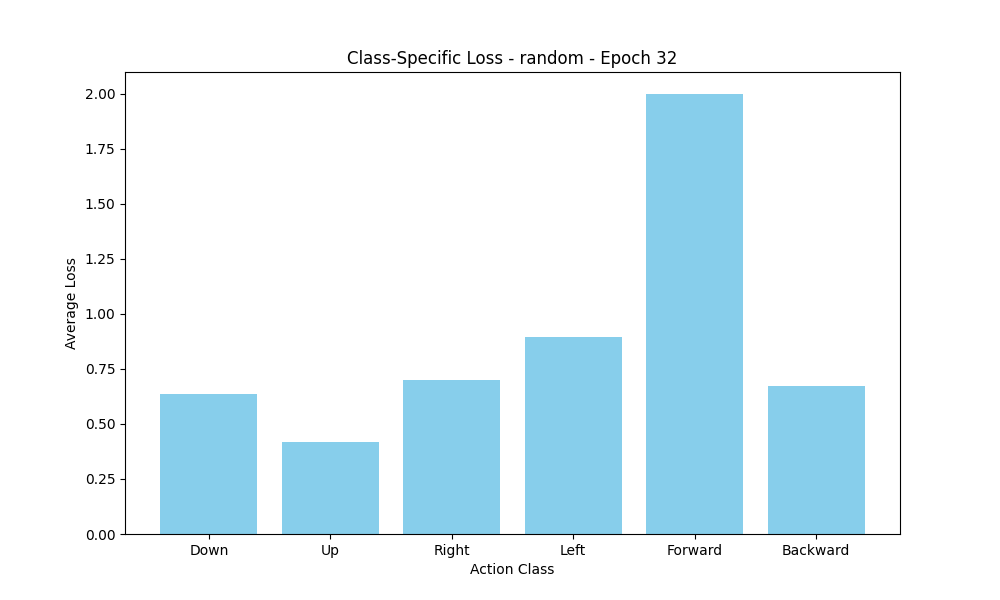 Class-Specific Loss - random - Epoch 32
2.00
1.75
1.50
1.25
1.00
0.75
0.50
0.25
0.00
Average Loss
Down Up Right Left Forward Backward
Action Class